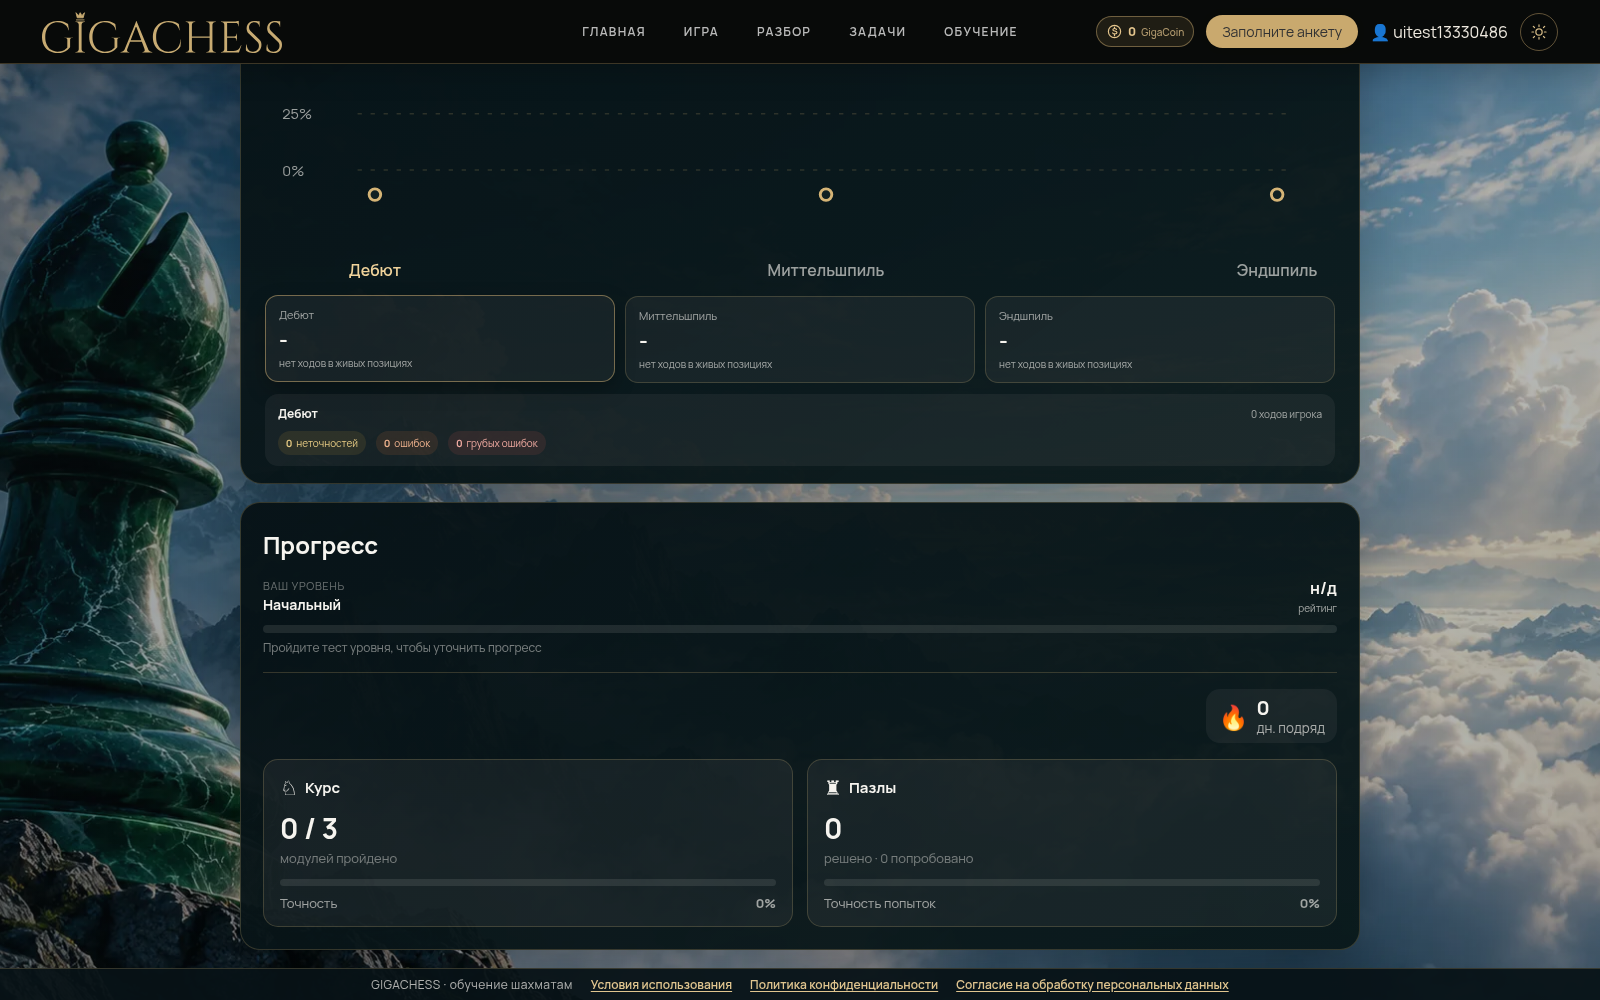 GIGACHESS
ГЛАВНАЯ ИГРА РАЗБОР ЗАДАЧИ ОБУЧЕНИЕ
0 GigaCoin
Заполните анкету
uitest13330486
25%
0%
Дебют Миттельшпиль Эндшпиль
Дебют
–
нет ходов в живых позициях
Миттельшпиль
–
нет ходов в живых позициях
Эндшпиль
–
нет ходов в живых позициях
Дебют
0 ходов игрока
0 неточностей 0 ошибок 0 грубых ошибок
Прогресс
ВАШ УРОВЕНЬ
Начальный
н/д
рейтинг
Пройдите тест уровня, чтобы уточнить прогресс
0
дн. подряд
Курс
0 / 3
модулей пройдено
Точность 0%
Пазлы
0
решено · 0 попробовано
Точность попыток 0%
GIGACHESS · обучение шахматам Условия использования Политика конфиденциальности Согласие на обработку персональных данных